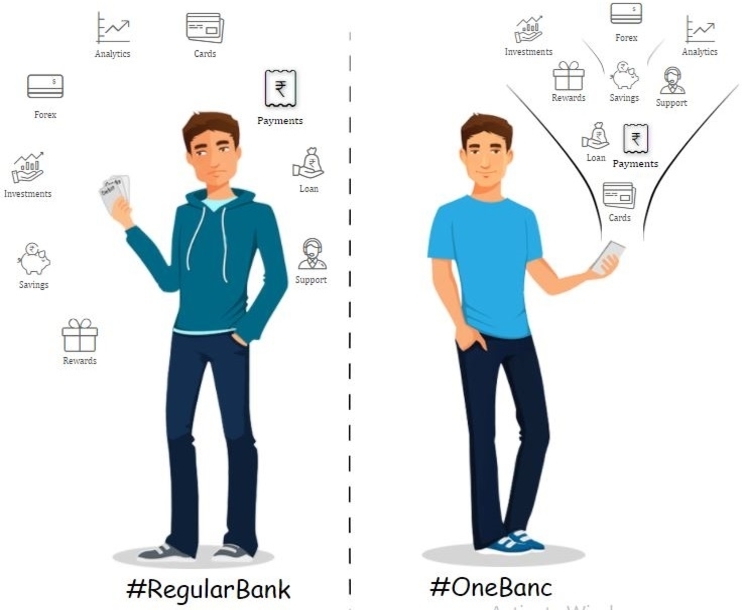 Analytics
Cards
Forex
Payments
Investments
Loan
Savings
Support
Rewards
#RegularBank
Forex
Investments
Analytics
Rewards
Savings
Support
Loan
Payments
Cards
#OneBanc